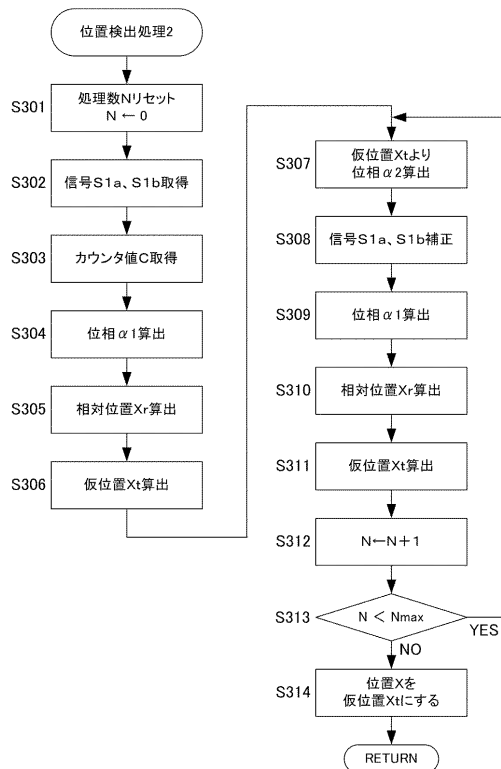 位置検出処理2
S301
処理数Nリセット
N ← 0
S302
信号S1a、S1b取得
S303
カウンタ値C取得
S304
位相α1算出
S305
相対位置Xr算出
S306
仮位置Xt算出
S307
仮位置Xtより
位相α2算出
S308
信号S1a、S1b補正
S309
位相α1算出
S310
相対位置Xr算出
S311
仮位置Xt算出
S312
N←N+1
S313
N < Nmax
YES
NO
S314
位置Xを
仮位置Xtにする
RETURN